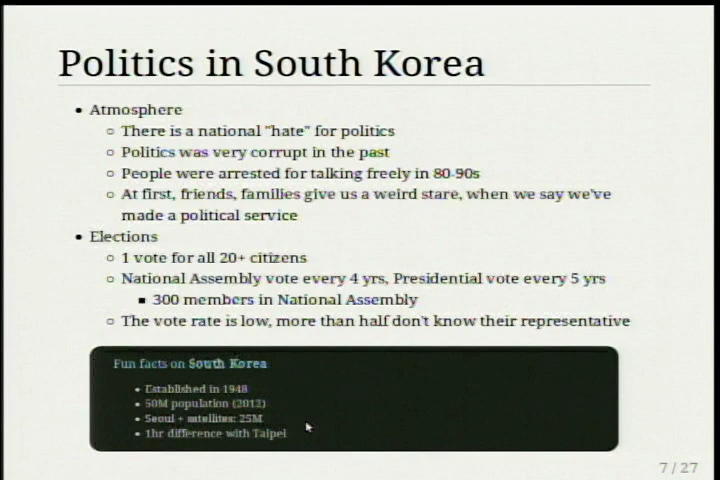 Politics in South Korea
• Atmosphere
○ There is a national "hate" for politics
○ Politics was very corrupt in the past
○ People were arrested for talking freely in 80-90s
○ At first, friends, families give us a weird stare, when we say we've
made a political service
• Elections
○ 1 vote for all 20+ citizens
○ National Assembly vote every 4 yrs, Presidential vote every 5 yrs
▪ 300 members in National Assembly
○ The vote rate is low, more than half don't know their representative
Fun facts on South Korea
• Established in 1948
• 50M population (2012)
• Seoul + satellites: 25M
• 1hr difference with Taipei
7 / 27